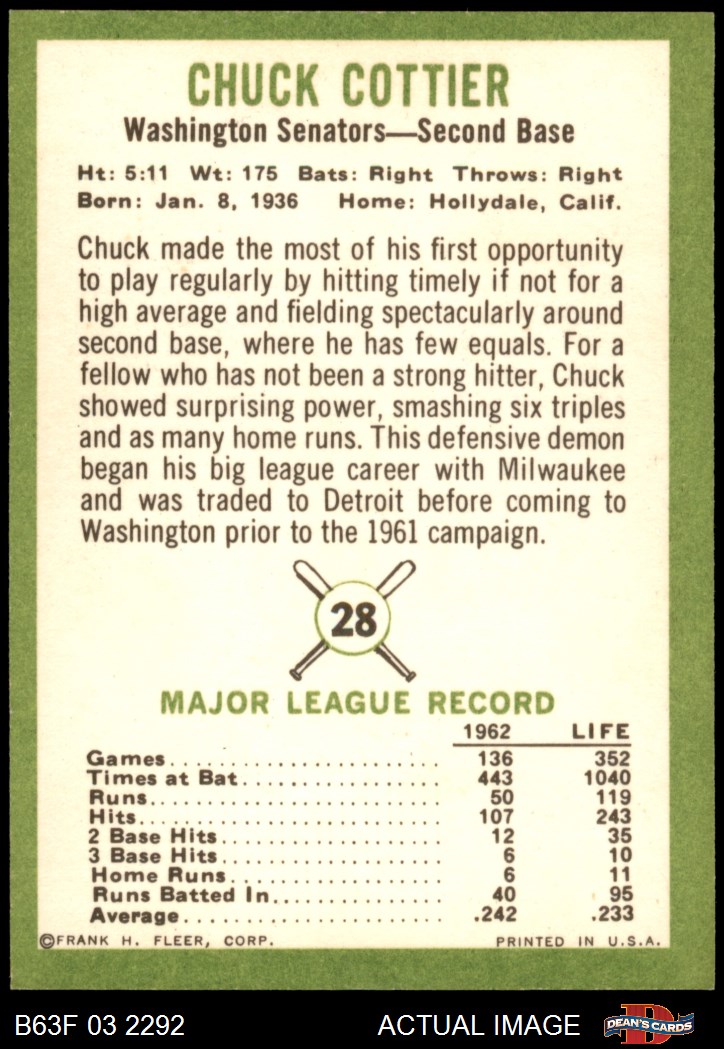 CHUCK COTTIER
Washington Senators—Second Base
Ht: 5:11 Wt: 175 Bats: Right Throws: Right
Born: Jan. 8, 1936 Home: Hollydale, Calif.
Chuck made the most of his first opportunity
to play regularly by hitting timely if not for a
high average and fielding spectacularly around
second base, where he has few equals. For a
fellow who has not been a strong hitter, Chuck
showed surprising power, smashing six triples
and as many home runs. This defensive demon
began his big league career with Milwaukee
and was traded to Detroit before coming to
Washington prior to the 1961 campaign.
28
MAJOR LEAGUE RECORD
1962 LIFE
Games 136 352
Times at Bat 443 1040
Runs 50 119
Hits 107 243
2 Base Hits 12 35
3 Base Hits 6 10
Home Runs 6 11
Runs Batted In 40 95
Average .242 .233
©FRANK H. FLEER, CORP. PRINTED IN U.S.A.
B63F 03 2292 ACTUAL IMAGE D DEAN'S CARDS